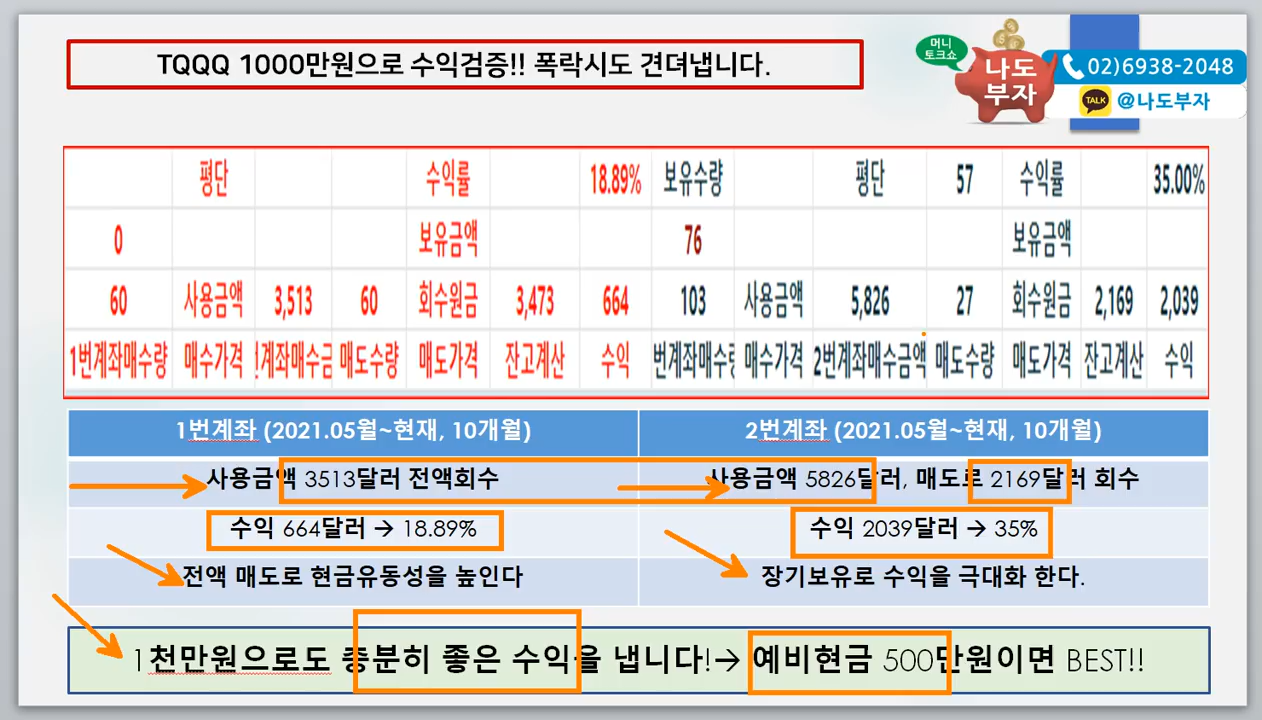 TQQQ 1000만원으로 수익검증!! 폭락시도 견뎌냅니다.
머니
토크쇼
나도
부자
02)6938-2048
TALK
@나도부자
평단 수익률 18.89% 보유수량 평단 57 수익률 35.00%
0 보유금액 76 보유금액
60 사용금액 3,513 60 회수원금 3,473 664 103 사용금액 5,826 27 회수원금 2,169 2,039
1번계좌매수량 매수가격 번계좌매수금 매도수량 매도가격 잔고계산 수익 번계좌매수량 매수가격 2번계좌매수금액 매도수량 매도가격 잔고계산 수익
1번계좌 (2021.05월~현재, 10개월) 2번계좌 (2021.05월~현재, 10개월)
사용금액 3513달러 전액회수 사용금액 5826달러, 매도로 2169달러 회수
수익 664달러 → 18.89% 수익 2039달러 → 35%
전액 매도로 현금유동성을 높인다 장기보유로 수익을 극대화 한다.
1천만원으로도 충분히 좋은 수익을 냅니다!→ 예비현금 500만원이면 BEST!!